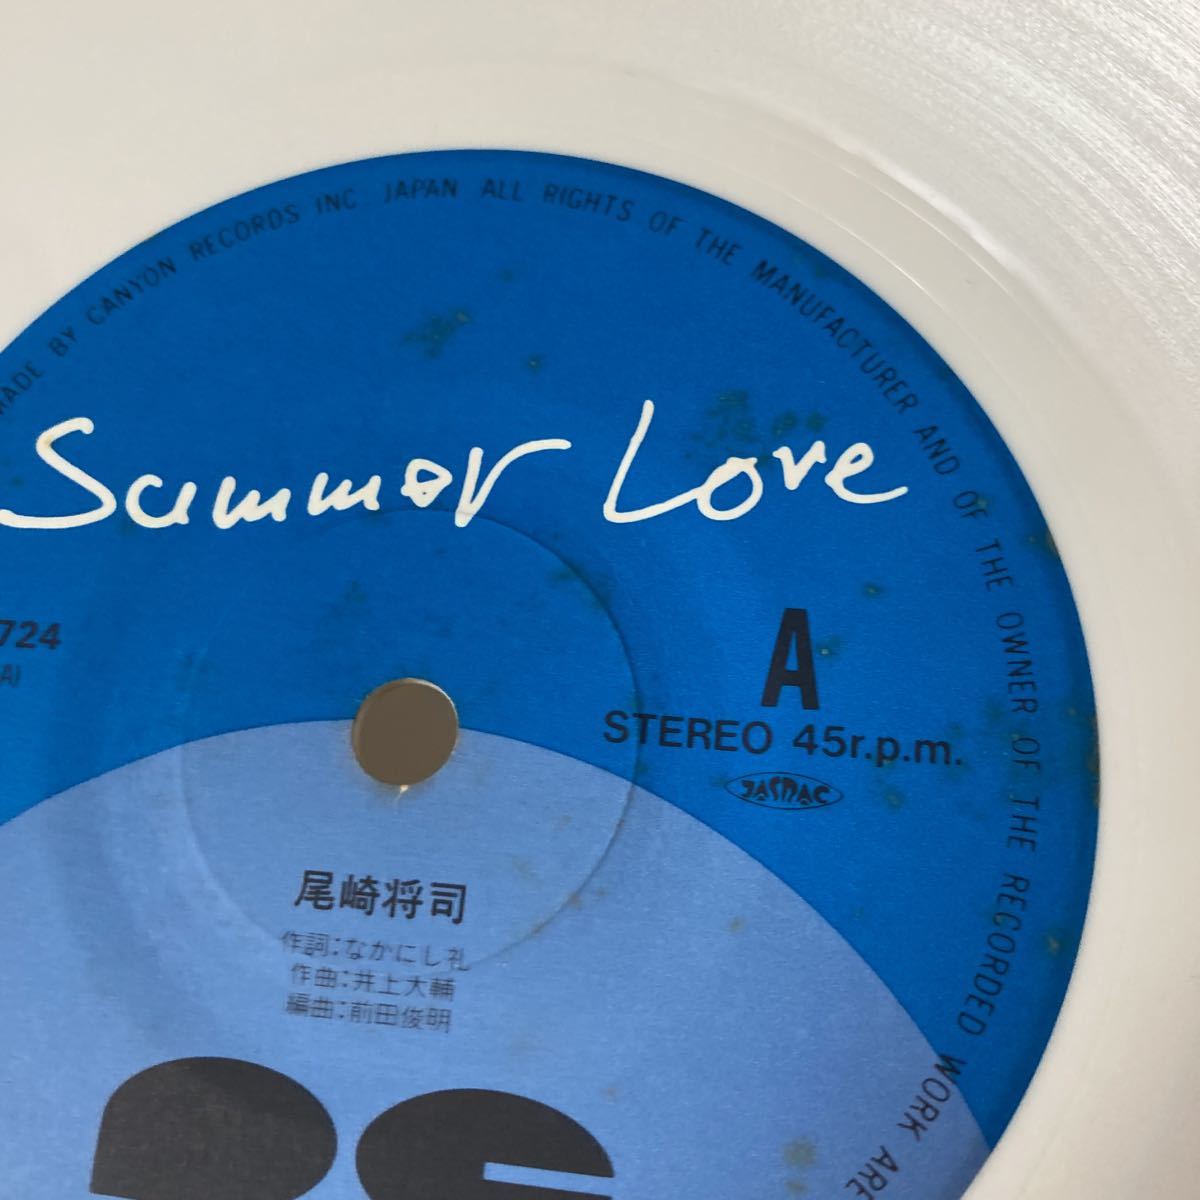 MADE BY CANYON RECORDS INC JAPAN ALL RIGHTS OF THE MANUFACTURER AND OF THE OWNER OF THE RECORDED WORK ARE
Summer Love
724
A
STEREO 45r.p.m.
JASRAC
尾崎将司
作詞：なかにし礼
作曲：井上大輔
編曲：前田俊明